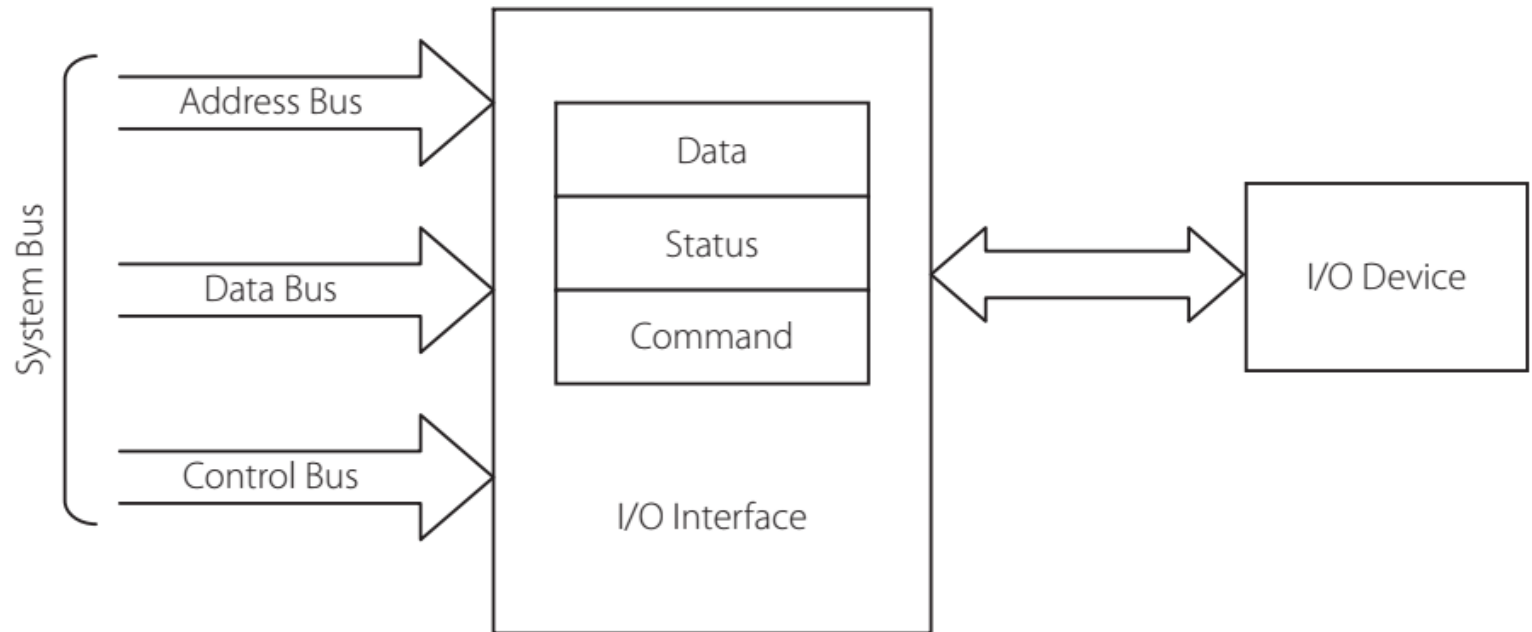 System Bus
Address Bus
Data Bus
Control Bus
Data
Status
Command
I/O Interface
I/O Device